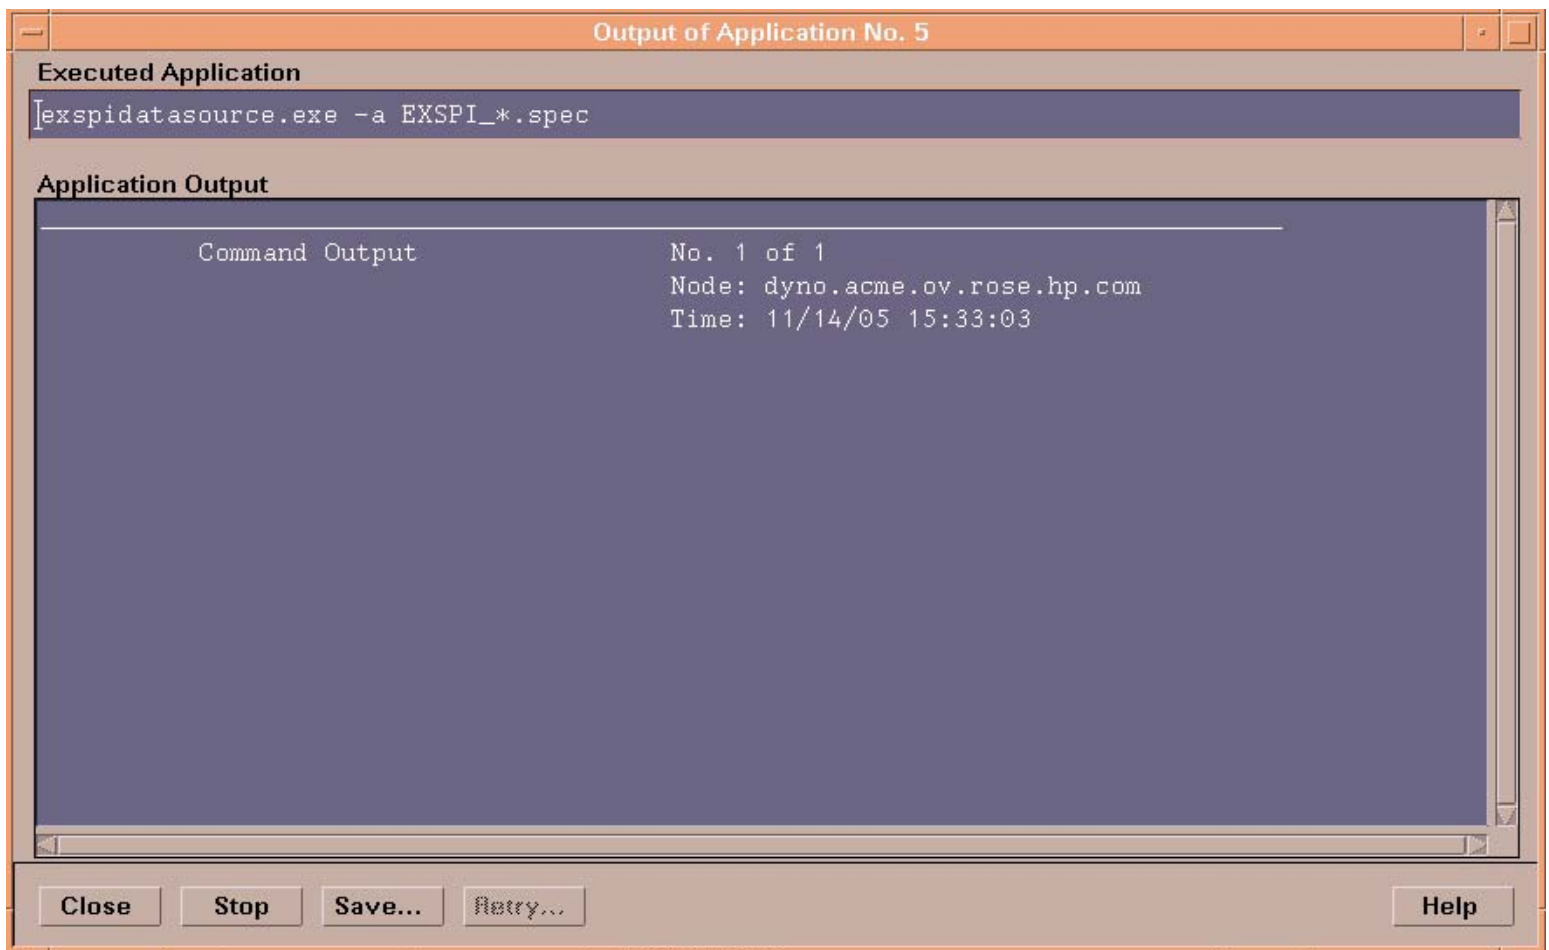 Output of Application No. 5
Executed Application
exspidatasource.exe -a EXSPI_*.spec
Application Output
Command Output No. 1 of 1
Node: dyno.acme.ov.rose.hp.com
Time: 11/14/05 15:33:03
Close Stop Save... Retry... Help